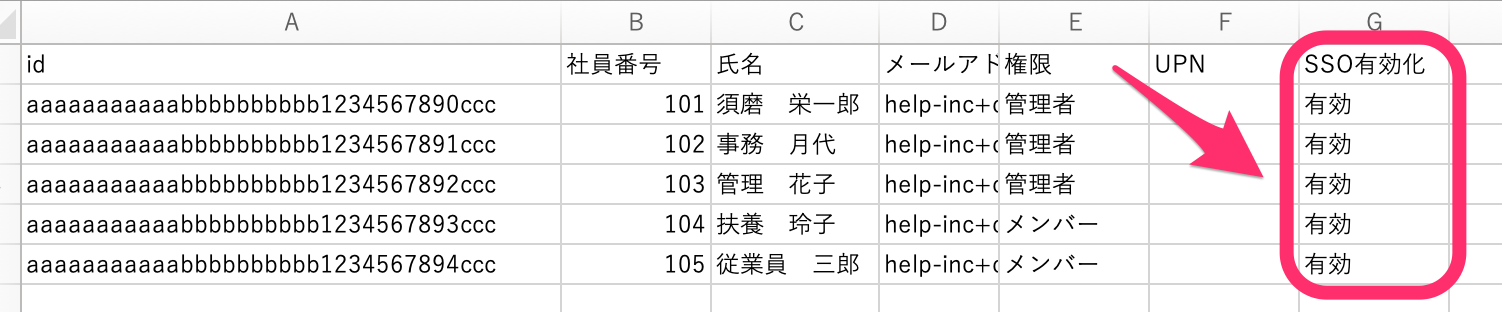 A B C D E F G
id 社員番号 氏名 メールアド 権限 UPN SSO有効化
aaaaaaaaaaabbbbbbbbbb1234567890ccc 101 須磨　栄一郎 help-inc+c 管理者 有効
aaaaaaaaaaabbbbbbbbbb1234567891ccc 102 事務　月代 help-inc+c 管理者 有効
aaaaaaaaaaabbbbbbbbbb1234567892ccc 103 管理　花子 help-inc+c 管理者 有効
aaaaaaaaaaabbbbbbbbbb1234567893ccc 104 扶養　玲子 help-inc+c メンバー 有効
aaaaaaaaaaabbbbbbbbbb1234567894ccc 105 従業員　三郎 help-inc+c メンバー 有効